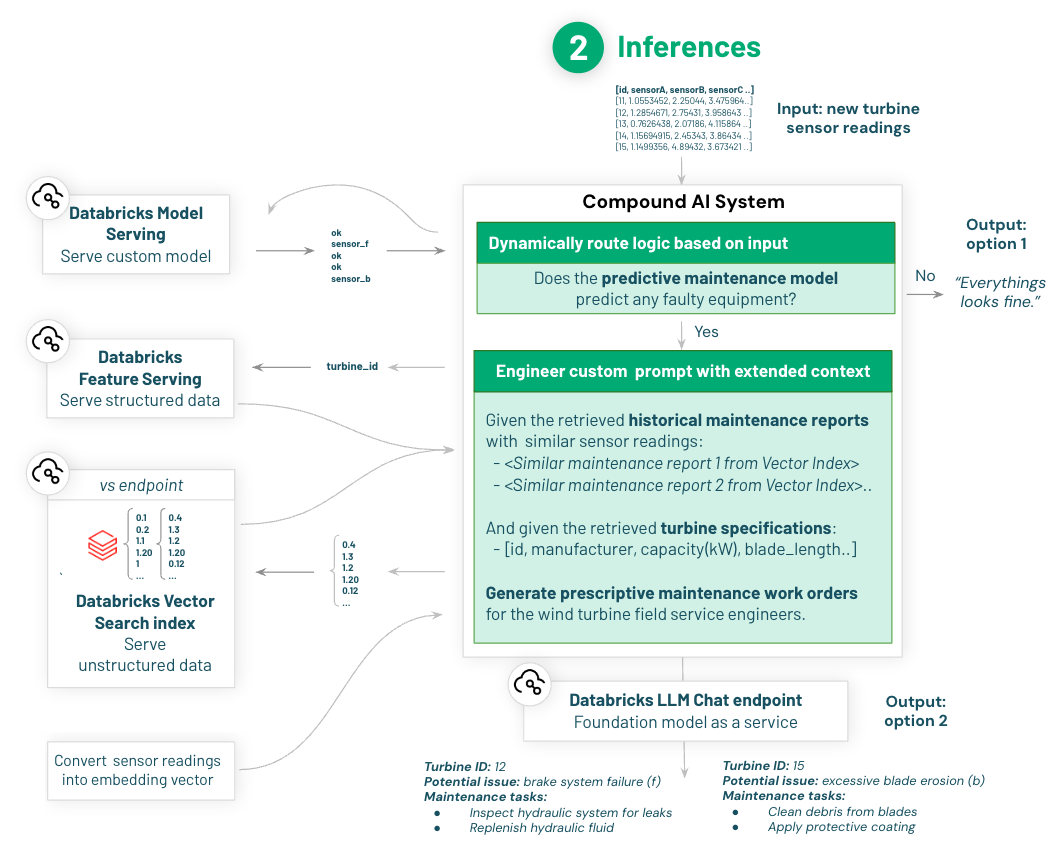 2 Inferences
[id, sensorA, sensorB, sensorC ..]
[11, 1.0553452, 2.25044, 3.475964..]
[12, 1.2854671, 2.75431, 3.958643 ..]
[13, 0.7626438, 2.07186, 4.115864 ..]
[14, 1.15694915, 2.45343, 3.86434 ..]
[15, 1.1499356, 4.89432, 3.673421 ..]
Input: new turbine
sensor readings
Databricks Model
Serving
Serve custom model
ok
sensor_f
ok
ok
sensor_b
Compound AI System
Dynamically route logic based on input
Does the predictive maintenance model
predict any faulty equipment?
No
Output:
option 1
“Everythings
looks fine.”
Yes
Databricks
Feature Serving
Serve structured data
turbine_id
Engineer custom prompt with extended context
Given the retrieved historical maintenance reports
with similar sensor readings:
- <Similar maintenance report 1 from Vector Index>
- <Similar maintenance report 2 from Vector Index>..
And given the retrieved turbine specifications:
- [id, manufacturer, capacity(kW), blade_length..]
Generate prescriptive maintenance work orders
for the wind turbine field service engineers.
vs endpoint
0.1
0.2
1.1
1.20
1
...
0.4
1.3
1.2
1.20
0.12
...
Databricks Vector
Search index
Serve
unstructured data
0.4
1.3
1.2
1.20
0.12
...
Convert sensor readings
into embedding vector
Databricks LLM Chat endpoint
Foundation model as a service
Output:
option 2
Turbine ID: 12
Potential issue: brake system failure (f)
Maintenance tasks:
● Inspect hydraulic system for leaks
● Replenish hydraulic fluid
Turbine ID: 15
Potential issue: excessive blade erosion (b)
Maintenance tasks:
● Clean debris from blades
● Apply protective coating